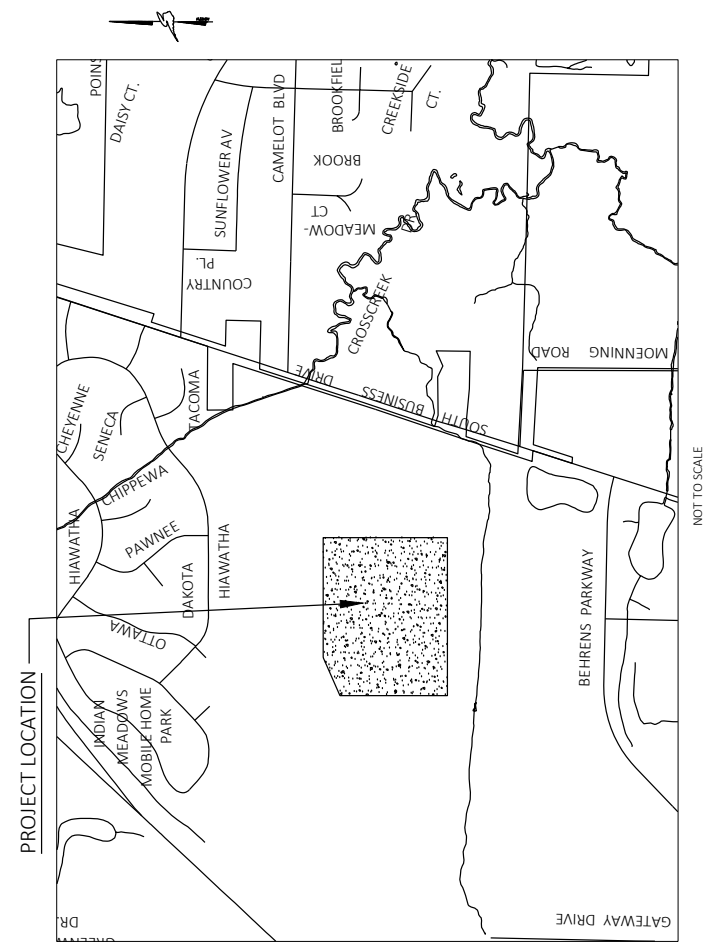 POINS
DAISY CT.
SUNFLOWER AV
CAMELOT BLVD
BROOKFIEL
CREEKSIDE
CT.
BROOK
MEADOW-
CT
DR
COUNTRY
PL.
CROSSCREEK
SOUTH BUSINESS DRIVE
MOENNING ROAD
CHEYENNE
SENECA
TACOMA
CHIPPEWA
HIAWATHA
PAWNEE
DAKOTA
HIAWATHA
OTTAWA
INDIAN
MEADOWS
MOBILE HOME
PARK
PROJECT LOCATION
BEHRENS PARKWAY
GATEWAY DRIVE
DR.
NOT TO SCALE